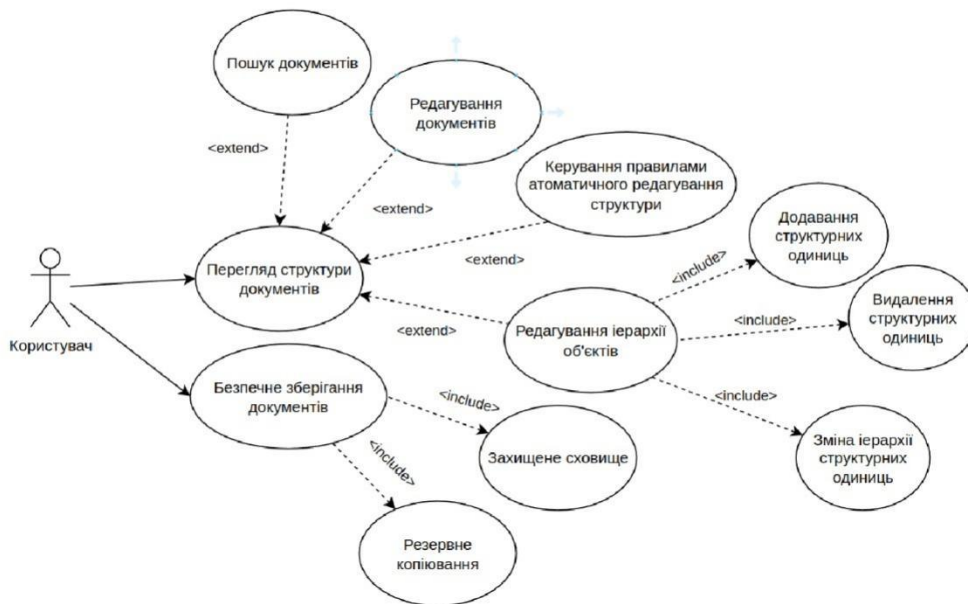 Пошук документів
Редагування
документів
<extend>
Керування правилами
атоматичного редагування
структури
<extend>
Додавання
структурних
одиниць
Перегляд структури
документів
<extend>
<include>
Видалення
структурних
одиниць
<include>
<extend>
Редагування ієрархії
об'єктів
Користувач
Безпечне зберігання
документів
<include>
<include>
Зміна ієрархії
структурних
одиниць
Захищене сховище
<include>
Резервне
копіювання